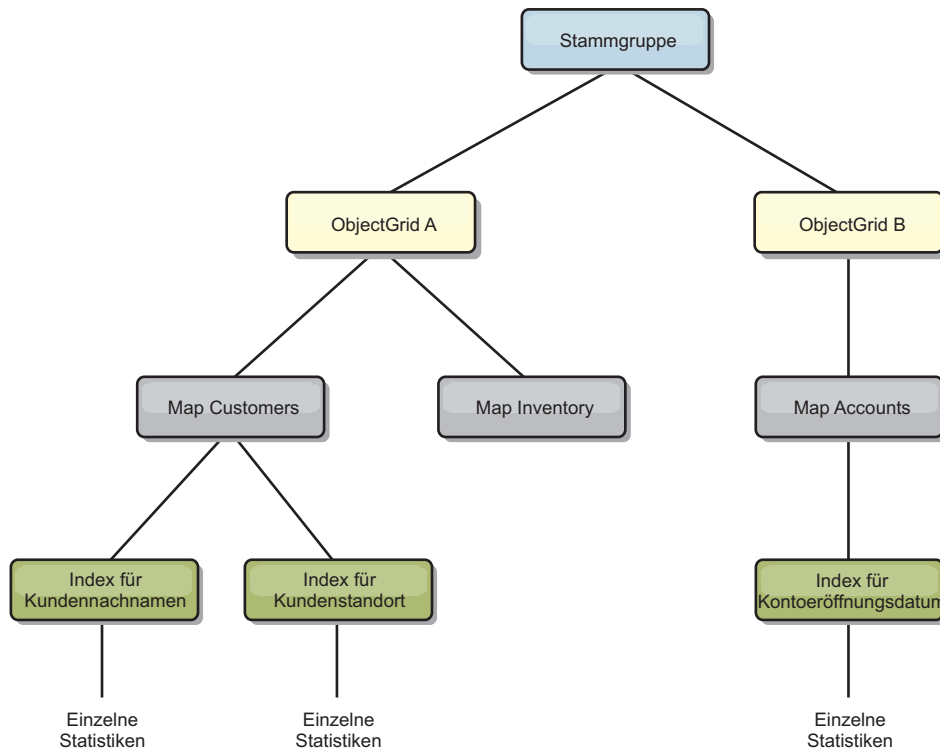 Stammgruppe
ObjectGrid A
ObjectGrid B
Map Customers
Map Inventory
Map Accounts
Index für
Kundennachnamen
Index für
Kundenstandort
Index für
Kontoeröffnungsdatum
Einzelne
Statistiken
Einzelne
Statistiken
Einzelne
Statistiken